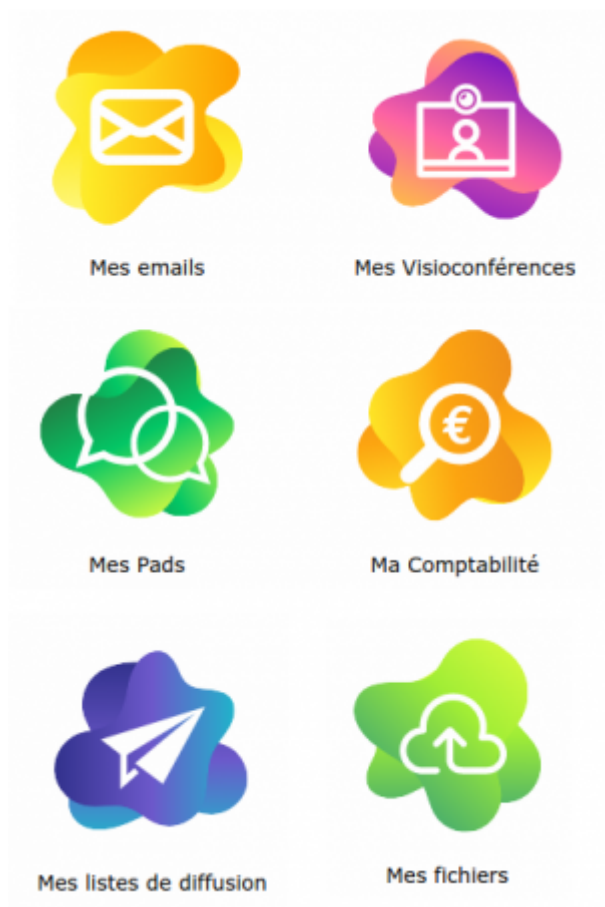 Mes emails
Mes Visioconférences
€
Mes Pads
Ma Comptabilité
Mes listes de diffusion
Mes fichiers